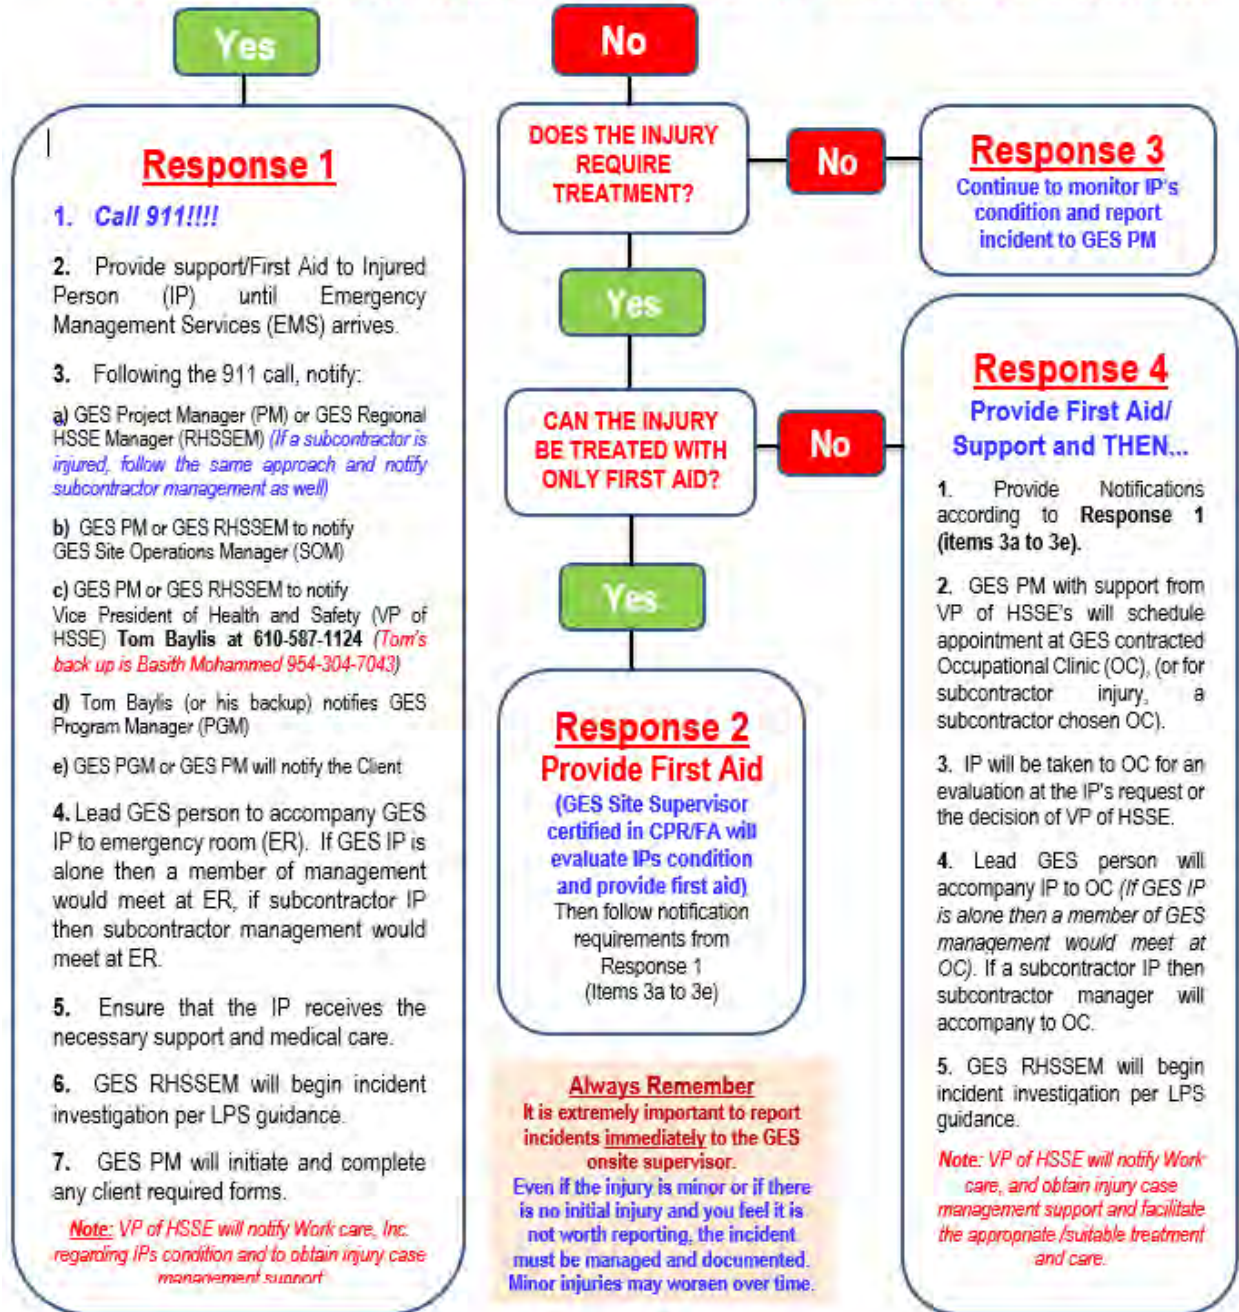 Yes
Response 1
1. Call 911!!!!
2. Provide support/First Aid to Injured
Person (IP) until Emergency
Management Services (EMS) arrives.
3. Following the 911 call, notify:
a) GES Project Manager (PM) or GES Regional
HSSE Manager (RHSSEM) (If a subcontractor is
injured, follow the same approach and notify
subcontractor management as well)
b) GES PM or GES RHSSEM to notify
GES Site Operations Manager (SOM)
c) GES PM or GES RHSSEM to notify
Vice President of Health and Safety (VP of
HSSE) Tom Baylis at 610-587-1124 (Tom's
back up is Basith Mohammed 954-304-7043)
d) Tom Baylis (or his backup) notifies GES
Program Manager (PGM)
e) GES PGM or GES PM will notify the Client
4. Lead GES person to accompany GES
IP to emergency room (ER). If GES IP is
alone then a member of management
would meet at ER, if subcontractor IP
then subcontractor management would
meet at ER.
5. Ensure that the IP receives the
necessary support and medical care.
6. GES RHSSEM will begin incident
investigation per LPS guidance.
7. GES PM will initiate and complete
any client required forms.
Note: VP of HSSE will notify Work care, Inc.
regarding IPs condition and to obtain injury case
management support
No
DOES THE INJURY
REQUIRE
TREATMENT?
No
Response 3
Continue to monitor IP's
condition and report
incident to GES PM
Yes
CAN THE INJURY
BE TREATED WITH
ONLY FIRST AID?
No
Response 4
Provide First Aid/
Support and THEN...
1. Provide Notifications
according to Response 1
(items 3a to 3e).
2. GES PM with support from
VP of HSSE's will schedule
appointment at GES contracted
Occupational Clinic (OC), (or for
subcontractor injury, a
subcontractor chosen OC).
3. IP will be taken to OC for an
evaluation at the IP's request or
the decision of VP of HSSE.
4. Lead GES person will
accompany IP to OC (If GES IP
is alone then a member of GES
management would meet at
OC). If a subcontractor IP then
subcontractor manager will
accompany to OC.
5. GES RHSSEM will begin
incident investigation per LPS
guidance.
Note: VP of HSSE will notify Work
care, and obtain injury case
management support and facilitate
the appropriate /suitable treatment
and care.
Yes
Response 2
Provide First Aid
(GES Site Supervisor
certified in CPR/FA will
evaluate IPs condition
and provide first aid)
Then follow notification
requirements from
Response 1
(Items 3a to 3e)
Always Remember
It is extremely important to report
incidents immediately to the GES
onsite supervisor.
Even if the injury is minor or if there
is no initial injury and you feel it is
not worth reporting, the incident
must be managed and documented.
Minor injuries may worsen over time.